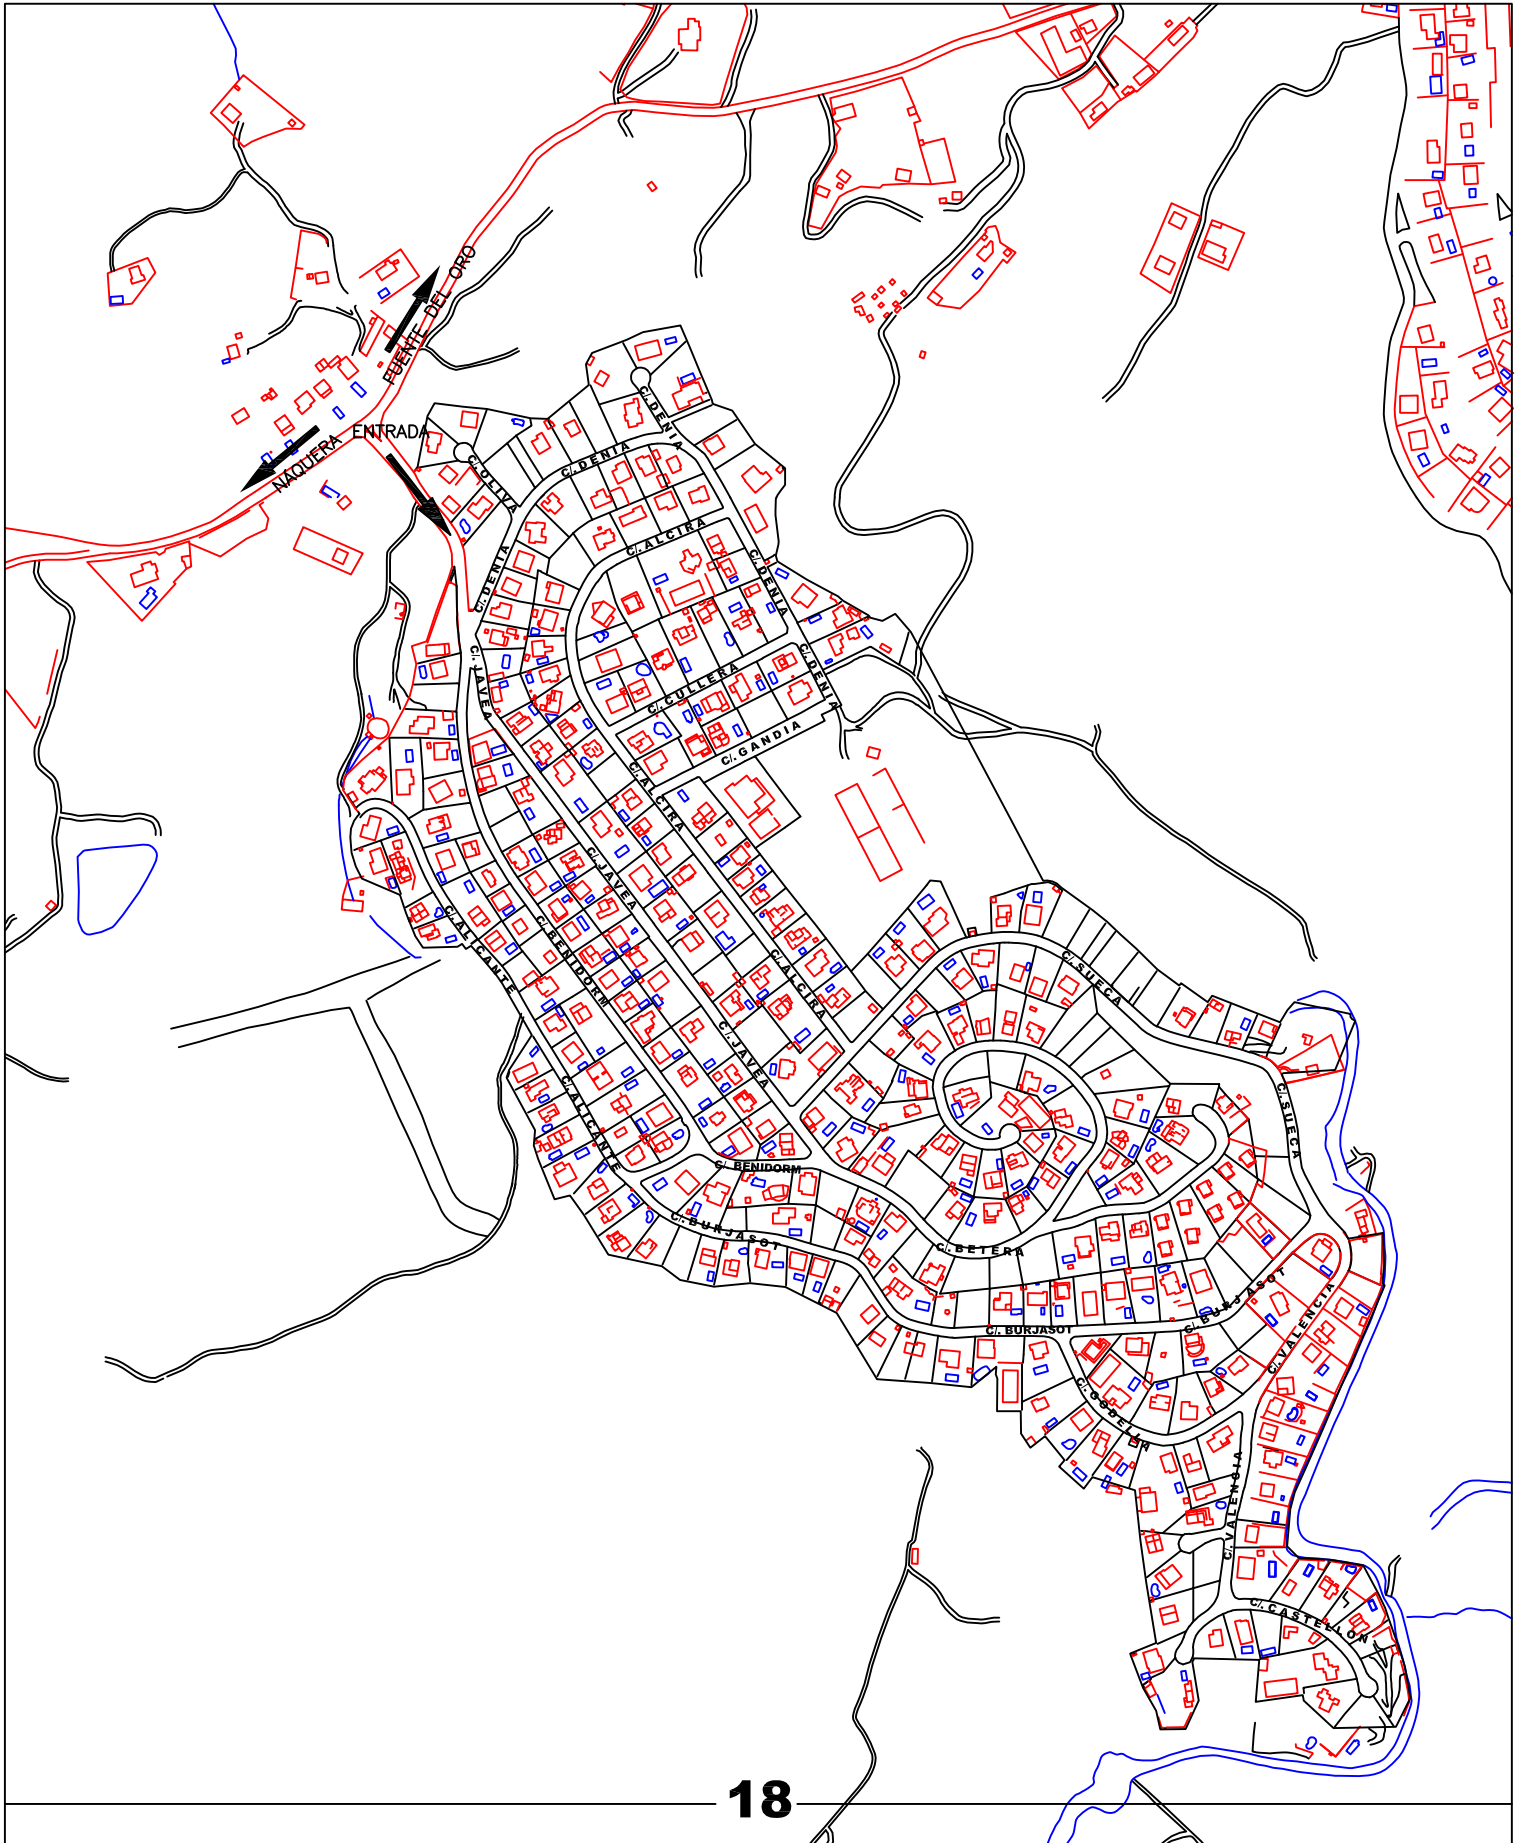 FUENTE DEL ORO
NAQUERA
ENTRADA
C/. DENIA
C/. DENIA
C/. OLIVA
C/. ALCIRA
C/. DENIA
C/. DENIA
C/. JAVEA
C/. CULLERA
C/. DENIA
C/. GANDIA
C/. ALCIRA
C/. JAVEA
C/. ALICANTE
C/. BENIDORM
C/. ALCIRA
C/. SUECA
C/. JAVEA
C/. ALICANTE
C/. SUECA
C/. BENIDORM
C/. BURJASOT
C/. BETERA
C/. BURJASOT
C/. BURJASOT
C/. VALENCIA
C/. GODELLA
C/. VALENCIA
C/. CASTELLON
18